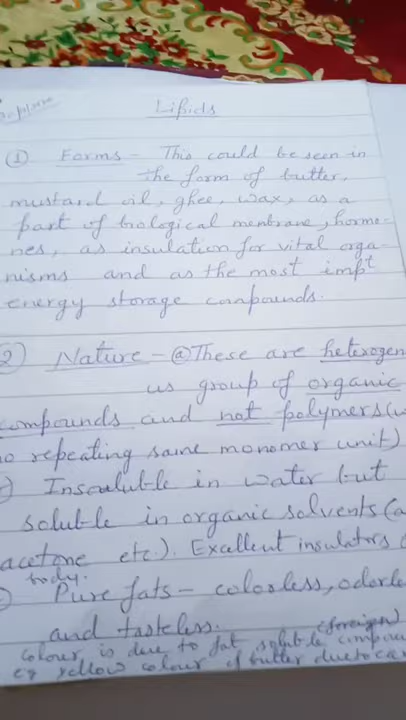 Lipids
① Forms - This could be seen in
the form of butter,
mustard oil, ghee, wax, as a
part of biological membrane, hormo-
nes, as insulation for vital orga-
nisms and as the most impt
energy storage compounds.
② Nature - @ These are heterogen
us group of organic
compounds and not polymers (
no repeating same monomer unit)
Insoluble in water but
soluble in organic solvents (
acetone etc). Excellent insulators
body.
Pure fats - colorless, odorle
and tasteless. (foreign)
colour is due to fat soluble compou
eg yellow colour of butter due to car